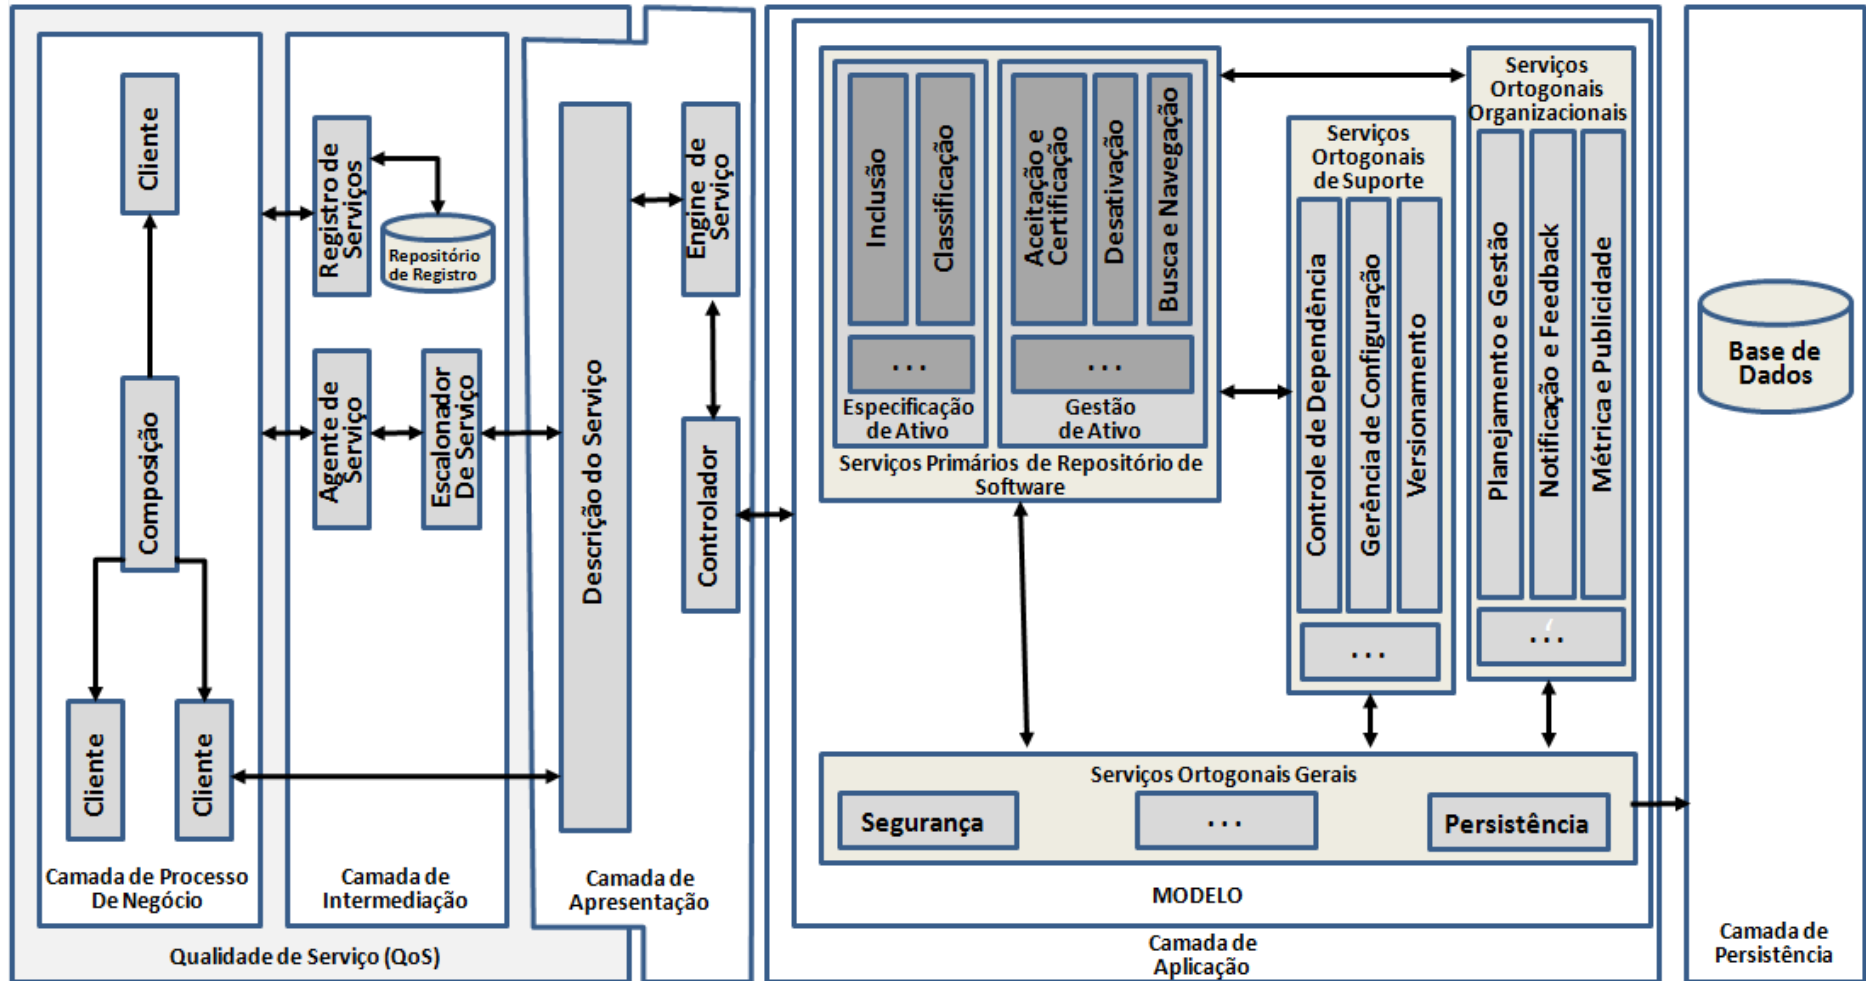 Cliente
Composição
Cliente
Cliente
Camada de Processo
De Negócio
Registro de
Serviços
Repositório
de Registro
Agente de
Serviço
Escalonador
De Serviço
Camada de
Intermediação
Qualidade de Serviço (QoS)
Descrição do Serviço
Engine de
Serviço
Controlador
Camada de
Apresentação
Inclusão
Classificação
...
Especificação
de Ativo
Aceitação e
Certificação
Desativação
Busca e Navegação
...
Gestão
de Ativo
Serviços Primários de Repositório de
Software
Serviços
Ortogonais
de Suporte
Controle de Dependência
Gerência de Configuração
Versionamento
...
Serviços
Ortogonais
Organizacionais
Planejamento e Gestão
Notificação e Feedback
Métrica e Publicidade
...
Serviços Ortogonais Gerais
Segurança
...
Persistência
MODELO
Camada de
Aplicação
Base de
Dados
Camada de
Persistência